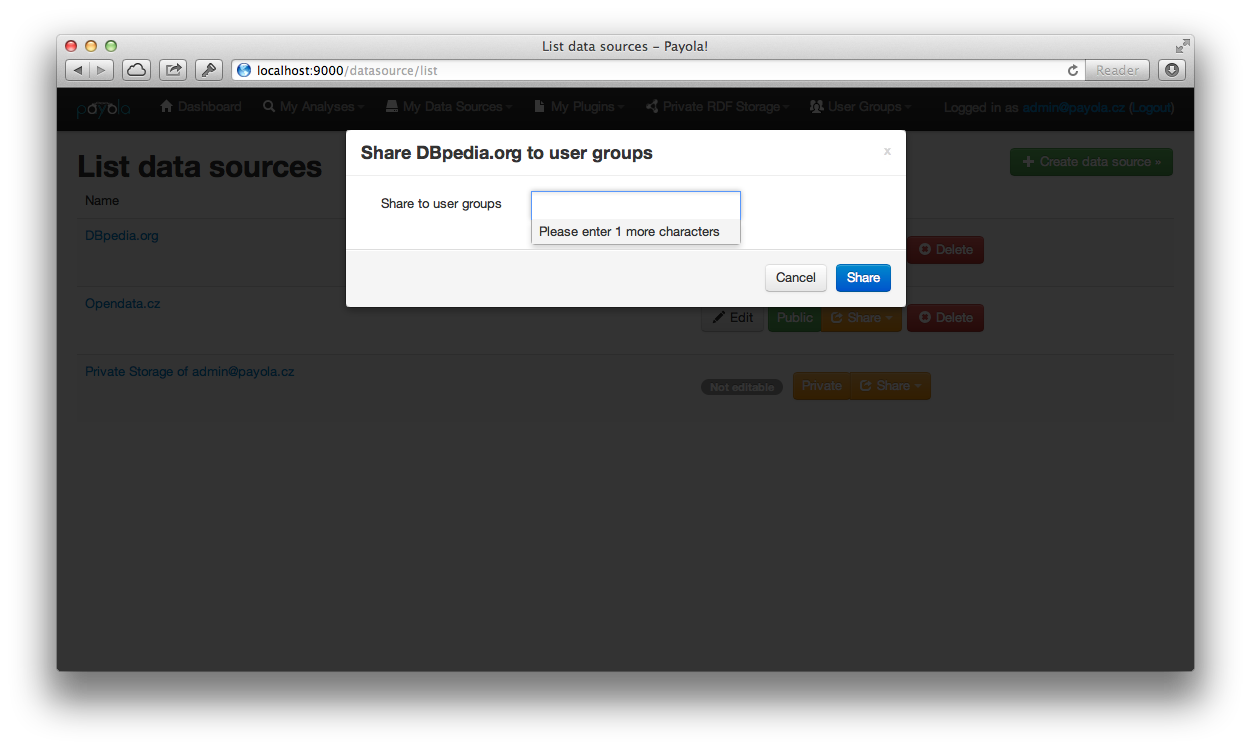 List data sources – Payola!
localhost:9000/datasource/list
Reader
payola
Dashboard My Analyses My Data Sources My Plugins Private RDF Storage User Groups Logged in as admin@payola.cz (Logout)
Share DBpedia.org to user groups x
List data sources
+ Create data source »
Name
Share to user groups
Please enter 1 more characters
DBpedia.org
Delete
Cancel Share
Opendata.cz
Edit Public Share Delete
Private Storage of admin@payola.cz
Not editable Private Share